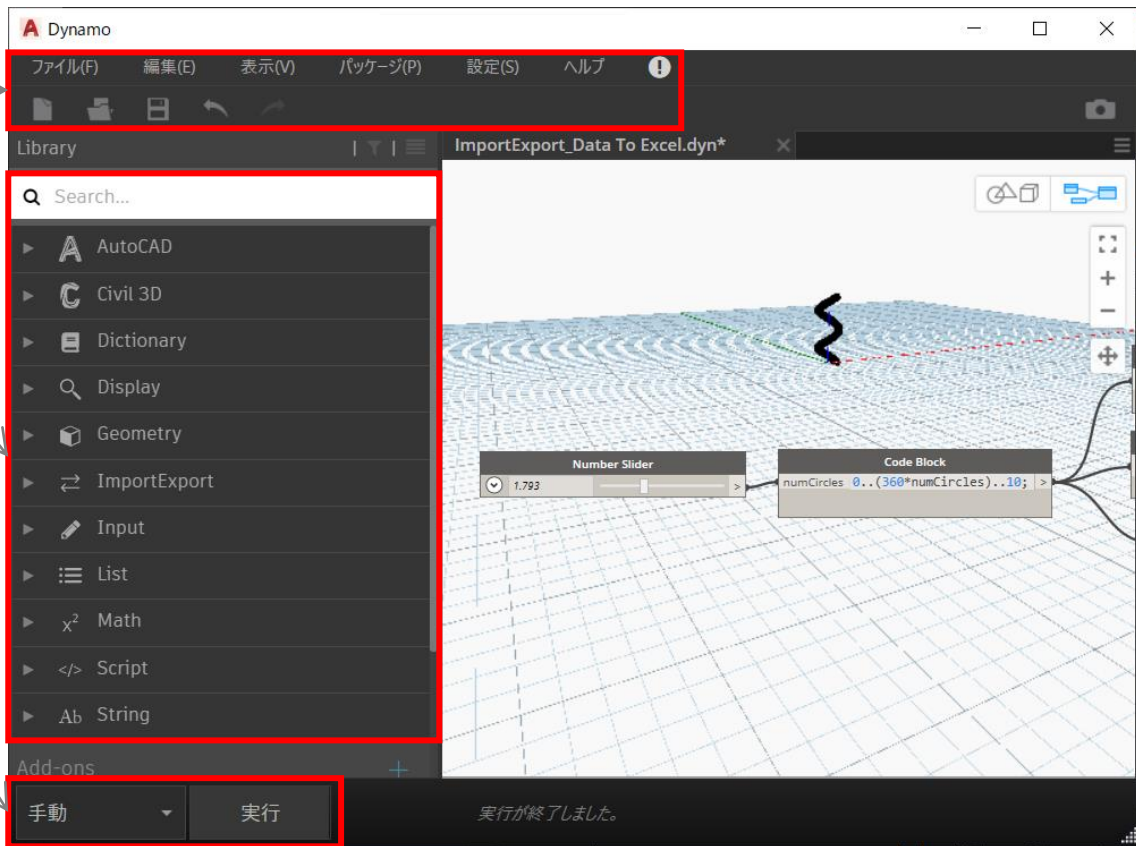 Dynamo
ファイル(F) 編集(E) 表示(V) パッケージ(P) 設定(S) ヘルプ
Library
ImportExport_Data To Excel.dyn*
Search...
AutoCAD
Civil 3D
Dictionary
Display
Geometry
ImportExport
Input
List
Math
Script
Ab String
Add-ons
Number Slider
1.793 >
Code Block
numCircles 0..(360*numCircles)..10; >
手動 実行
実行が終了しました。